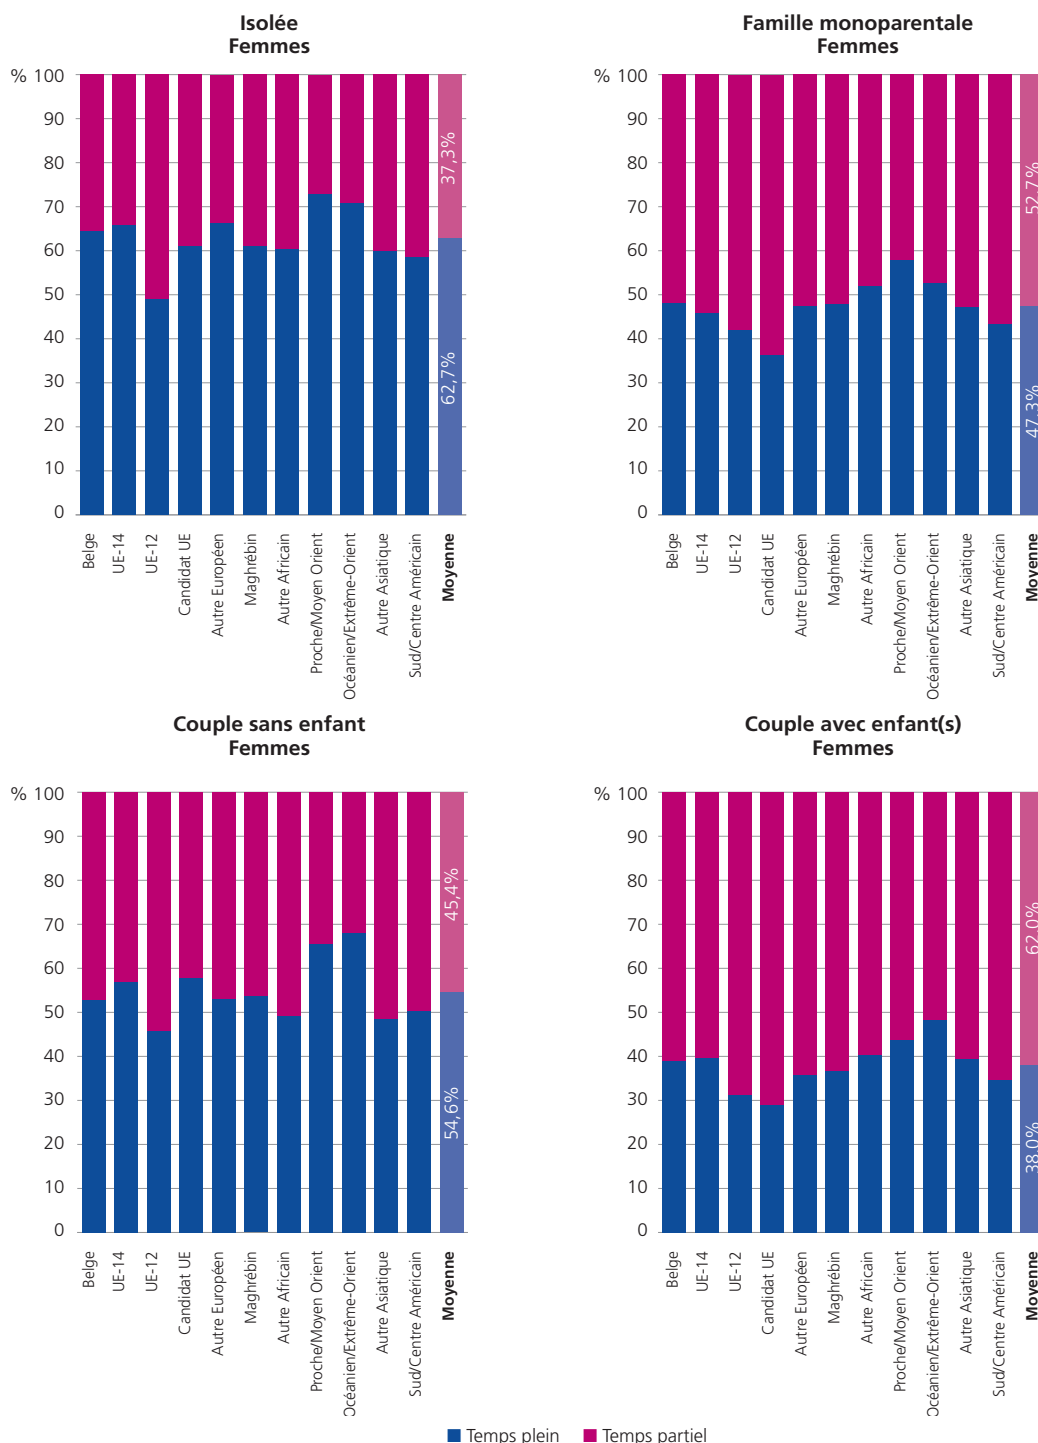 Isolée
Femmes
% 100
90
80
70
60
50
40
30
20
10
0
37,3%
62,7%
Belge
UE-14
UE-12
Candidat UE
Autre Européen
Maghrébin
Autre Africain
Proche/Moyen Orient
Océanien/Extrême-Orient
Autre Asiatique
Sud/Centre Américain
Moyenne
Famille monoparentale
Femmes
% 100
90
80
70
60
50
40
30
20
10
0
52,7%
47,3%
Belge
UE-14
UE-12
Candidat UE
Autre Européen
Maghrébin
Autre Africain
Proche/Moyen Orient
Océanien/Extrême-Orient
Autre Asiatique
Sud/Centre Américain
Moyenne
Couple sans enfant
Femmes
% 100
90
80
70
60
50
40
30
20
10
0
45,4%
54,6%
Belge
UE-14
UE-12
Candidat UE
Autre Européen
Maghrébin
Autre Africain
Proche/Moyen Orient
Océanien/Extrême-Orient
Autre Asiatique
Sud/Centre Américain
Moyenne
Couple avec enfant(s)
Femmes
% 100
90
80
70
60
50
40
30
20
10
0
62,0%
38,0%
Belge
UE-14
UE-12
Candidat UE
Autre Européen
Maghrébin
Autre Africain
Proche/Moyen Orient
Océanien/Extrême-Orient
Autre Asiatique
Sud/Centre Américain
Moyenne
Temps plein
Temps partiel